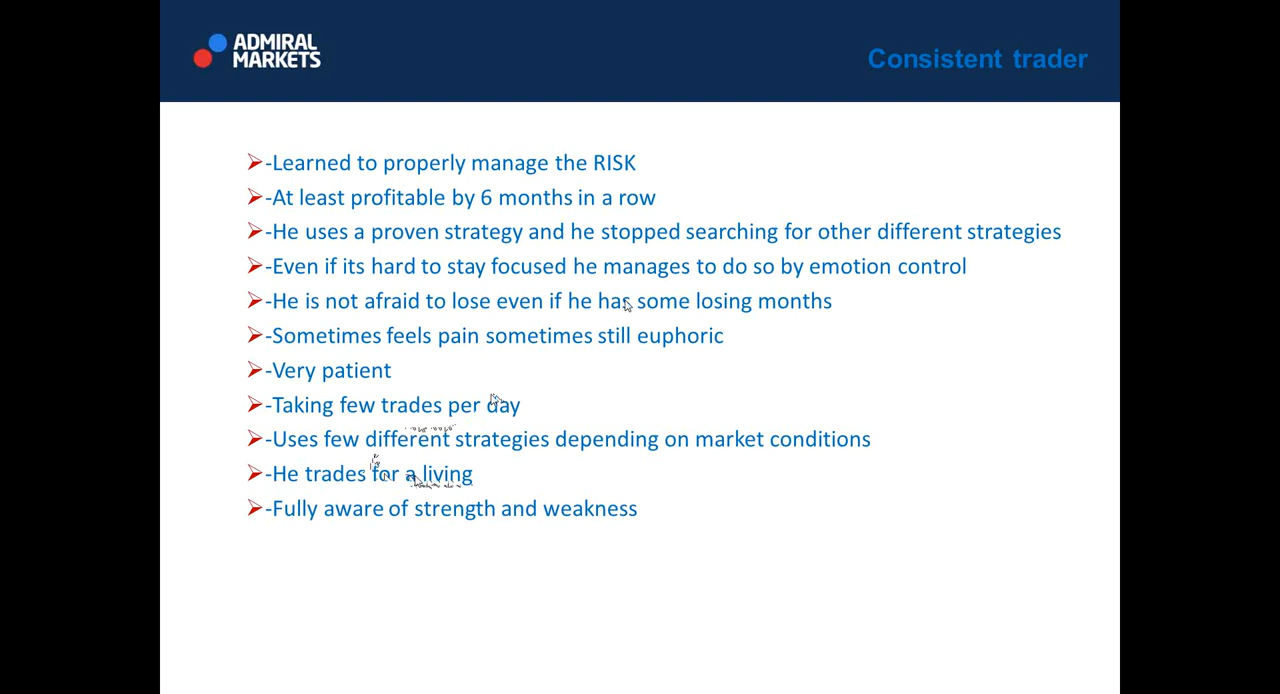 ADMIRAL
MARKETS
Consistent trader
-Learned to properly manage the RISK
-At least profitable by 6 months in a row
-He uses a proven strategy and he stopped searching for other different strategies
-Even if its hard to stay focused he manages to do so by emotion control
-He is not afraid to lose even if he has some losing months
-Sometimes feels pain sometimes still euphoric
-Very patient
-Taking few trades per day
-Uses few different strategies depending on market conditions
-He trades for a living
-Fully aware of strength and weakness